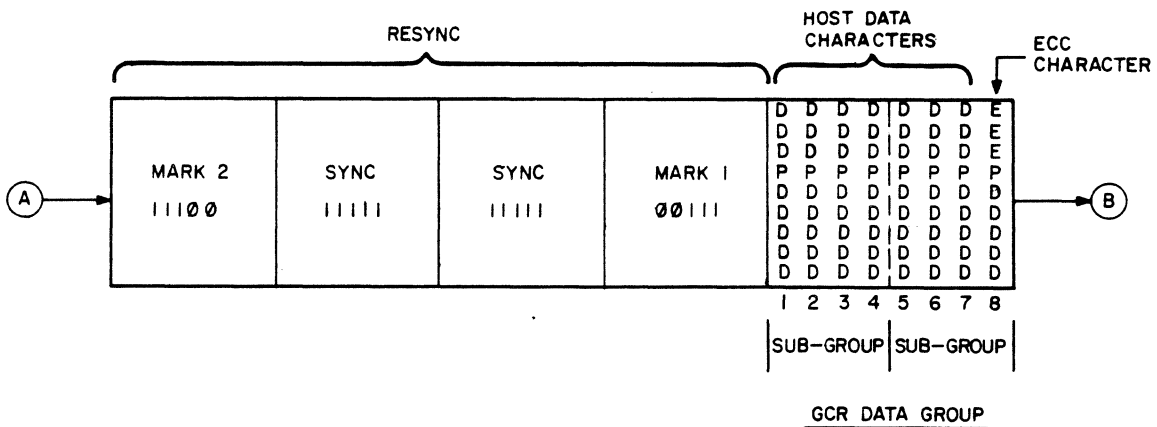 RESYNC
HOST DATA
CHARACTERS
ECC
CHARACTER
A
MARK 2
11100
SYNC
11111
SYNC
11111
MARK 1
00111
D D D D D D D E
D D D D D D D E
D D D D D D D E
P P P P P P P P
D D D D D D D D
D D D D D D D D
D D D D D D D D
D D D D D D D D
D D D D D D D D
B
1 2 3 4 5 6 7 8
SUB-GROUP SUB-GROUP
GCR DATA GROUP